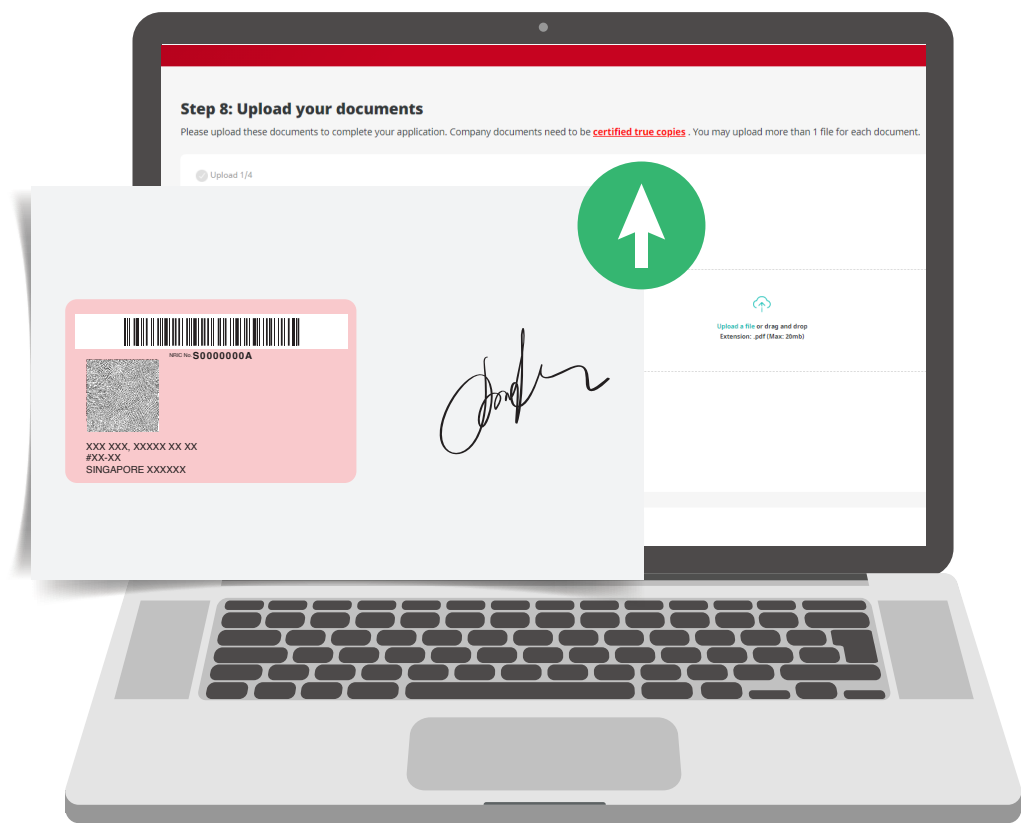 Step 8: Upload your documents
Please upload these documents to complete your application. Company documents need to be certified true copies . You may upload more than 1 file for each document.
Upload 1/4
Upload a file or drag and drop
Extension: .pdf (Max: 20mb)
NRIC No. S0000000A
XXX XXX, XXXXX XX XX
#XX-XX
SINGAPORE XXXXXX